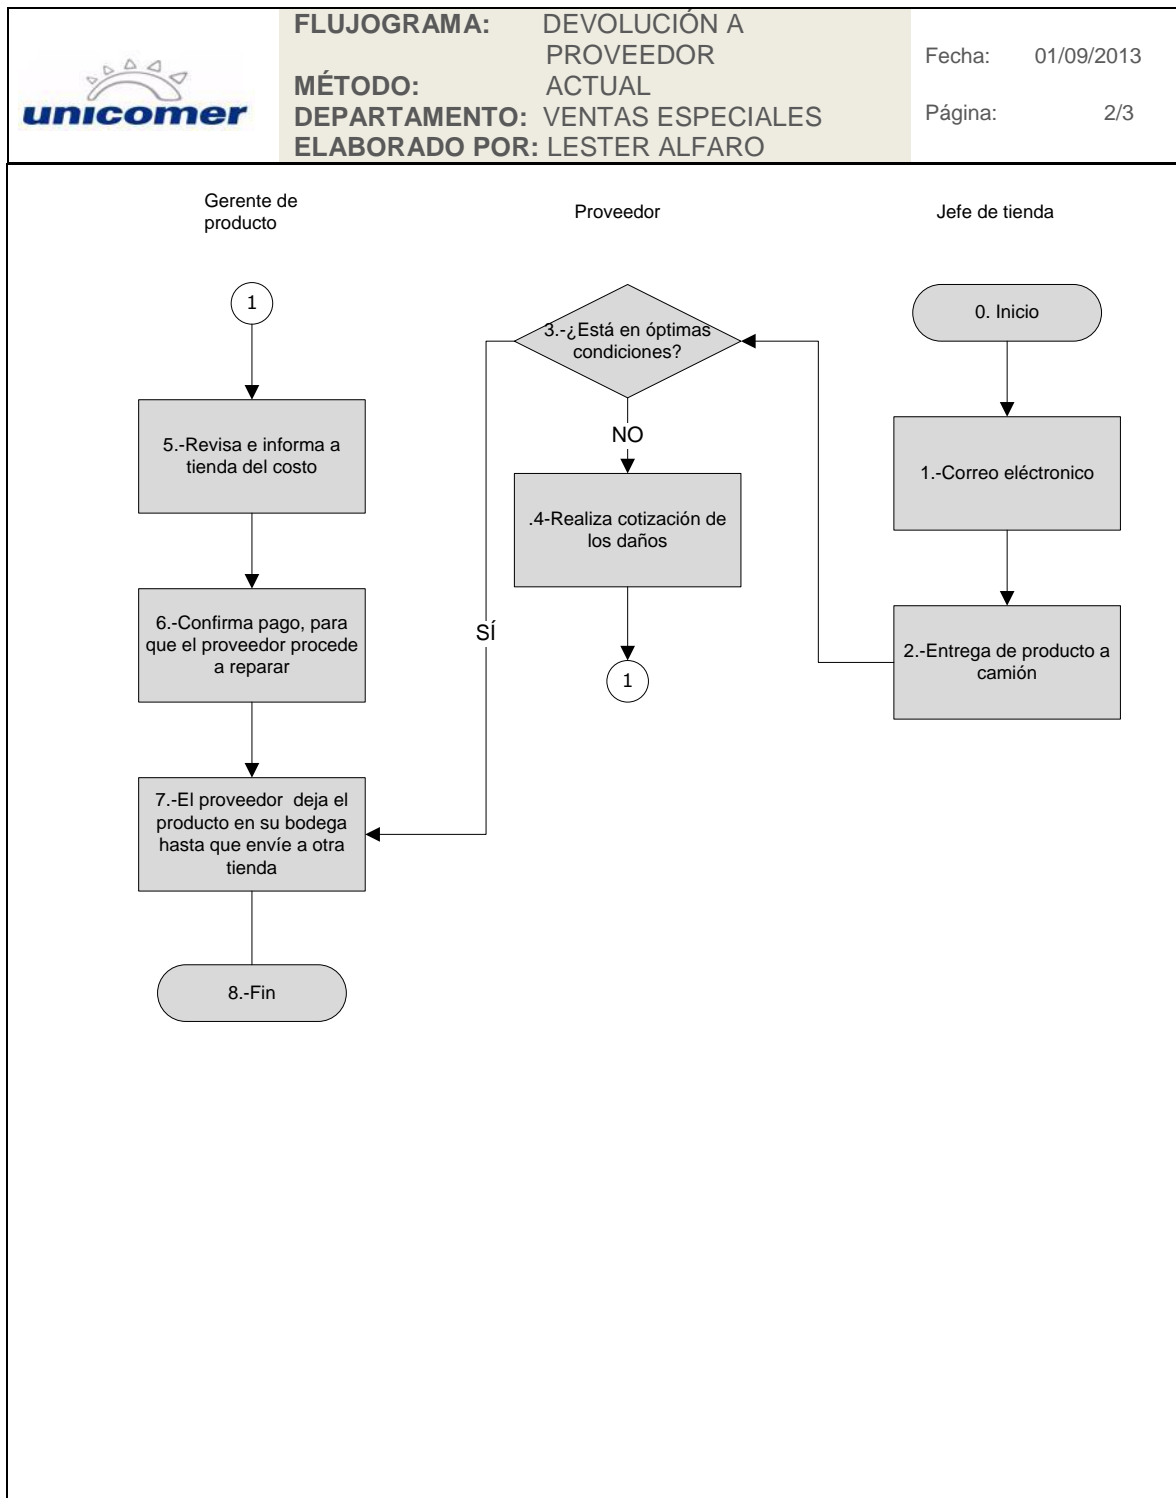 unicomer
FLUJOGRAMA: DEVOLUCIÓN A
PROVEEDOR
MÉTODO: ACTUAL
DEPARTAMENTO: VENTAS ESPECIALES
ELABORADO POR: LESTER ALFARO
Fecha: 01/09/2013
Página: 2/3
Gerente de
producto
Proveedor
Jefe de tienda
1
5.-Revisa e informa a
tienda del costo
6.-Confirma pago, para
que el proveedor procede
a reparar
7.-El proveedor deja el
producto en su bodega
hasta que envíe a otra
tienda
8.-Fin
3.-¿Está en óptimas
condiciones?
NO
SÍ
.4-Realiza cotización de
los daños
1
0. Inicio
1.-Correo eléctronico
2.-Entrega de producto a
camión